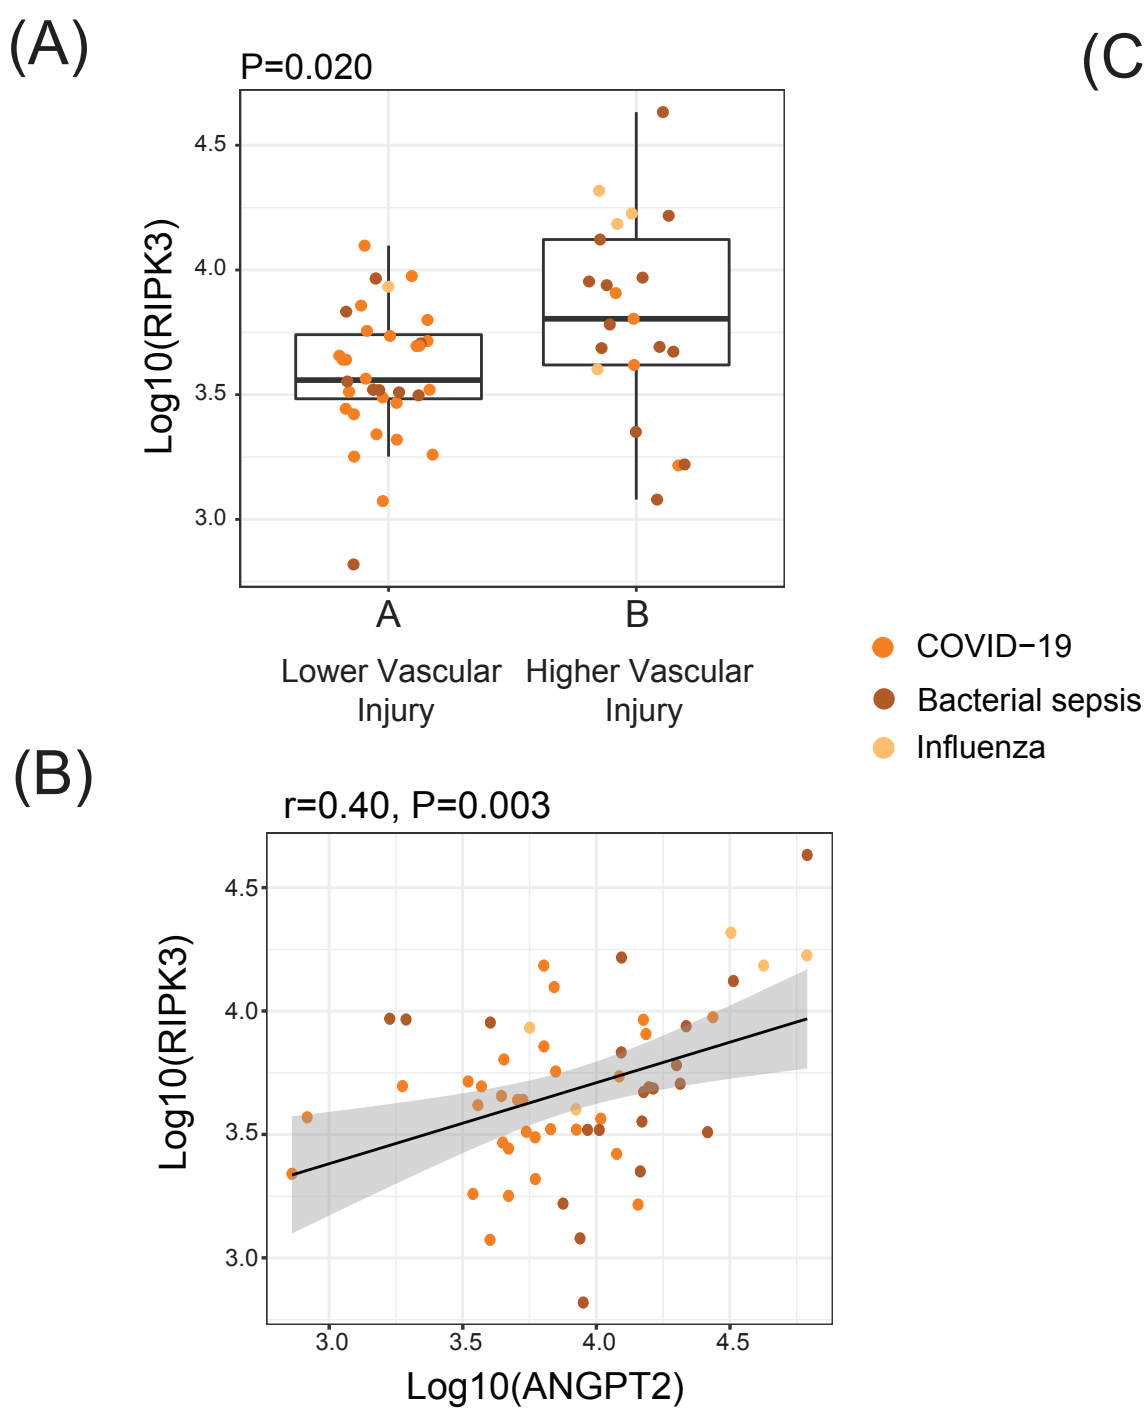 (A)
(C
P=0.020
Log10(RIPK3)
4.5
4.0
3.5
3.0
A
B
Lower Vascular
Injury
Higher Vascular
Injury
COVID−19
Bacterial sepsis
Influenza
(B)
r=0.40, P=0.003
Log10(RIPK3)
4.5
4.0
3.5
3.0
3.0
3.5
4.0
4.5
Log10(ANGPT2)